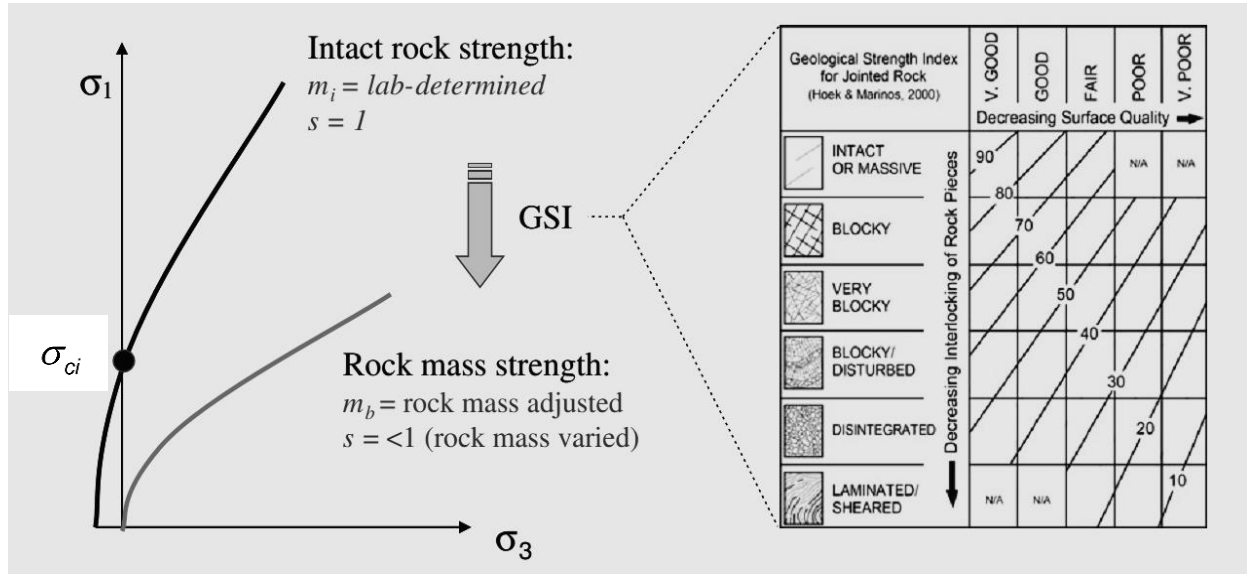 σ1
σci
σ3
Intact rock strength:
mi = lab-determined
s = 1
GSI
Rock mass strength:
mb = rock mass adjusted
s = <1 (rock mass varied)
Geological Strength Index
for Jointed Rock
(Hoek & Marinos, 2000)
V. GOOD
GOOD
FAIR
POOR
V. POOR
Decreasing Surface Quality
Decreasing Interlocking of Rock Pieces
INTACT
OR MASSIVE
BLOCKY
VERY
BLOCKY
BLOCKY/
DISTURBED
DISINTEGRATED
LAMINATED/
SHEARED
90
N/A
N/A
80
70
60
50
40
30
20
10
N/A
N/A